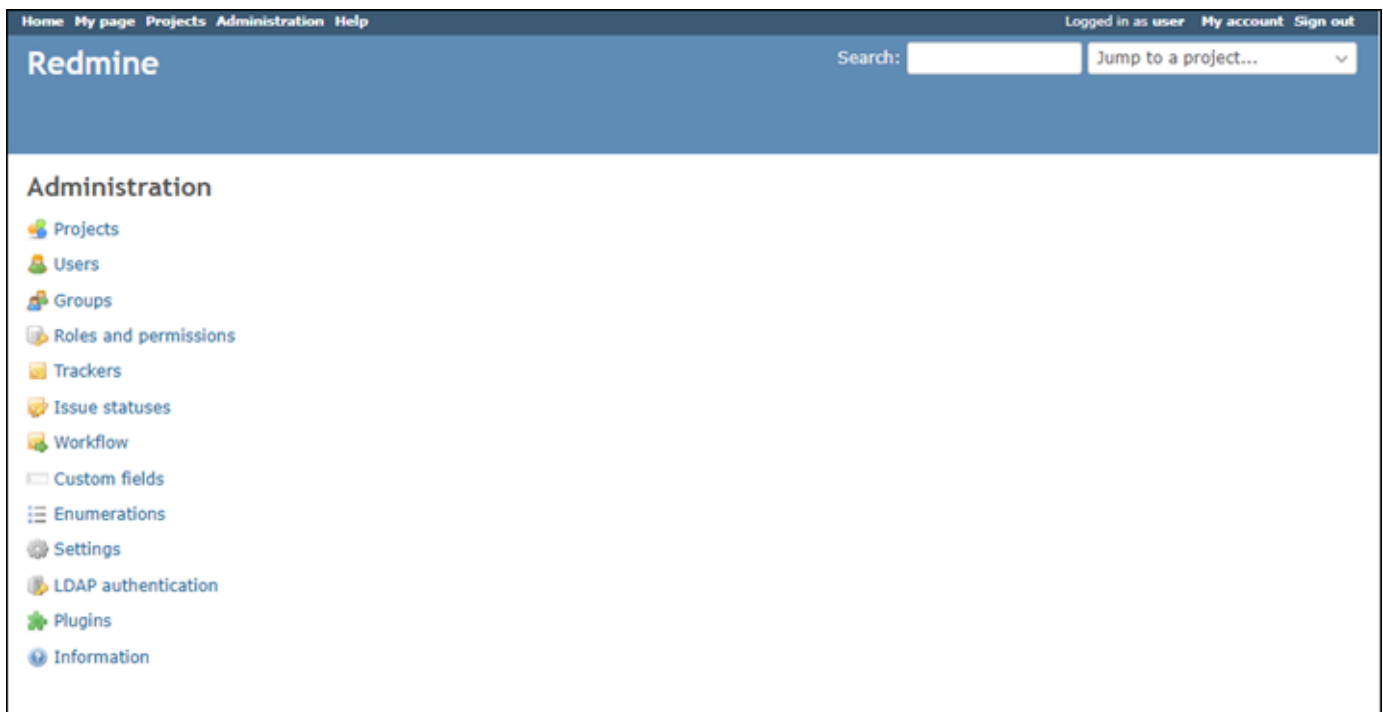 Home My page Projects Administration Help Logged in as user My account Sign out
Redmine Search: Jump to a project...
Administration
Projects
Users
Groups
Roles and permissions
Trackers
Issue statuses
Workflow
Custom fields
Enumerations
Settings
LDAP authentication
Plugins
Information